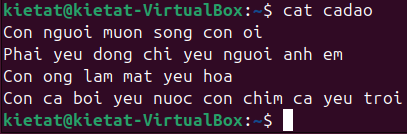 kietat@kietat-VirtualBox:~$ cat cadao
Con nguoi muon song con oi
Phai yeu dong chi yeu nguoi anh em
Con ong lam mat yeu hoa
Con ca boi yeu nuoc con chim ca yeu troi
kietat@kietat-VirtualBox:~$